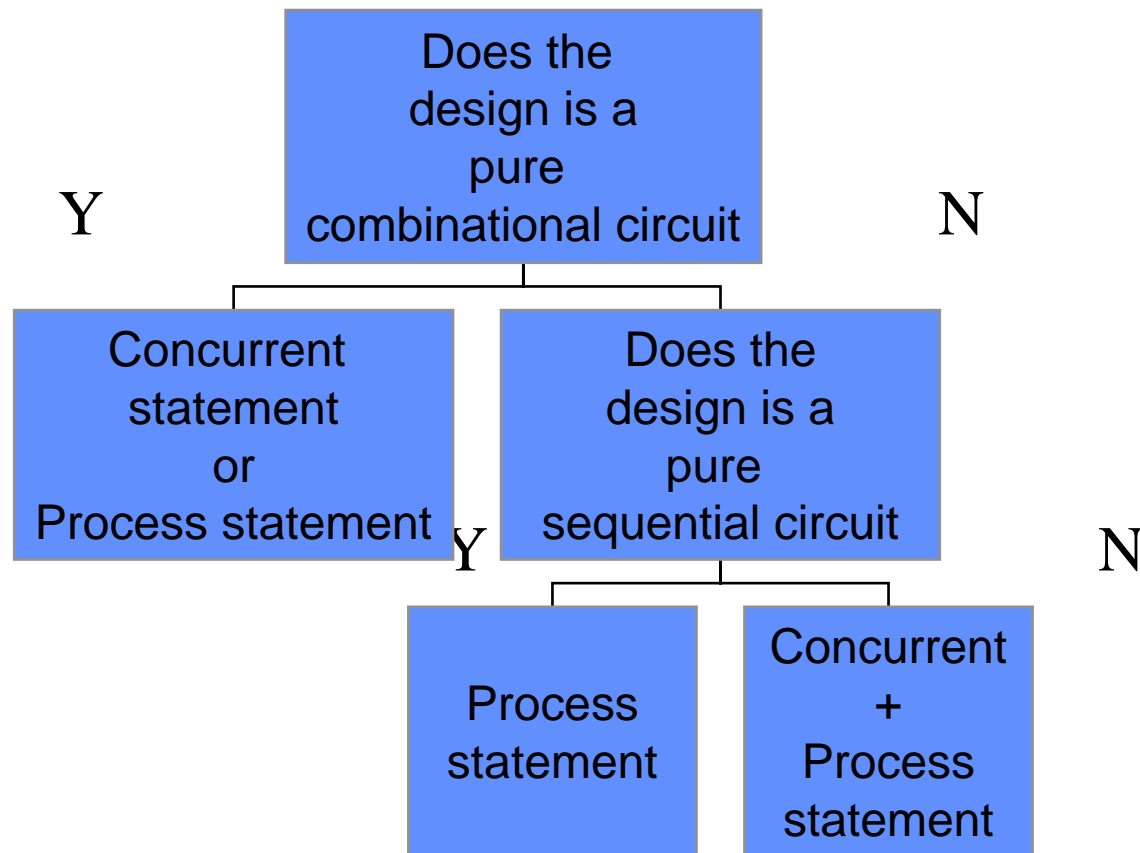 Does the
design is a
pure
combinational circuit
Y
N
Concurrent
statement
or
Process statement
Does the
design is a
pure
sequential circuit
Y
N
Process
statement
Concurrent
+
Process
statement